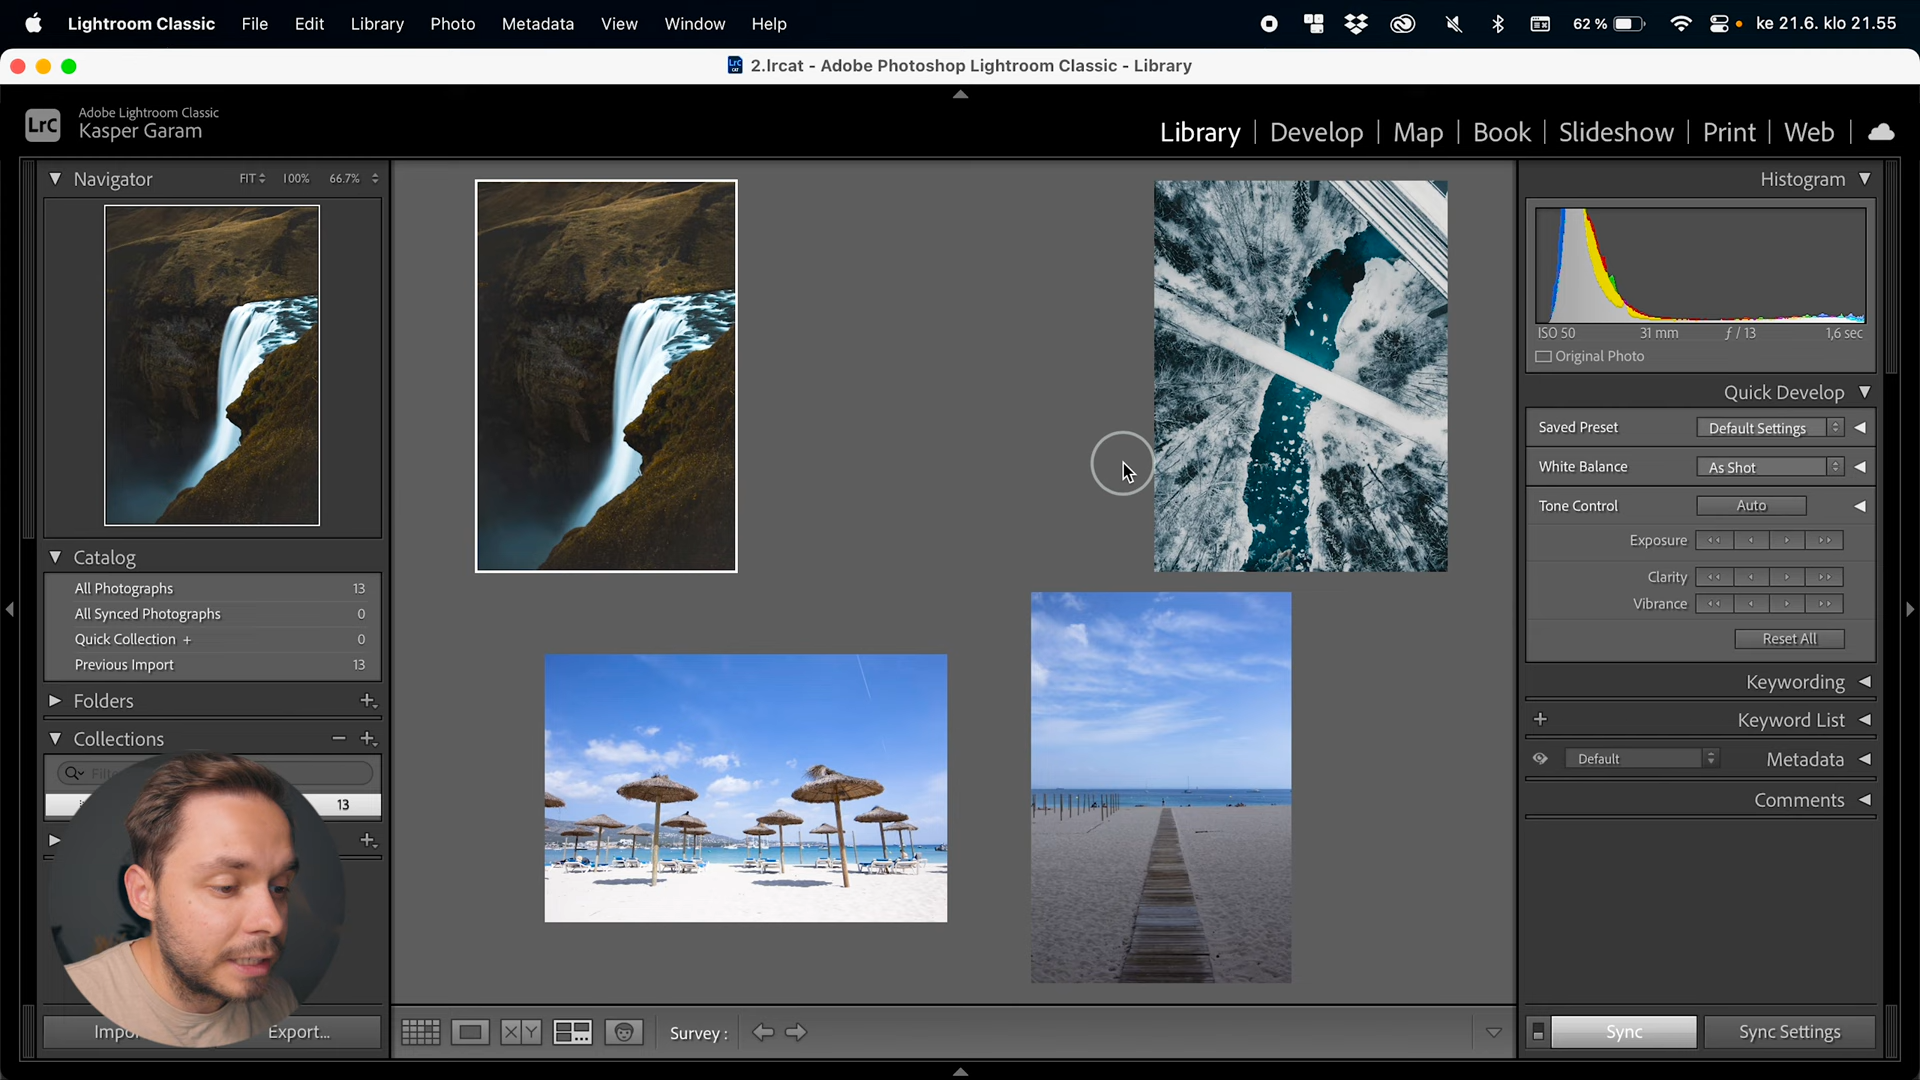 Lightroom Classic File Edit Library Photo Metadata View Window Help 62 % ke 21.6. klo 21.55
2.lrcat - Adobe Photoshop Lightroom Classic - Library
LrC
Adobe Lightroom Classic
Kasper Garam
Library | Develop | Map | Book | Slideshow | Print | Web
Navigator FIT 100% 66.7%
Catalog
All Photographs 13
All Synced Photographs 0
Quick Collection + 0
Previous Import 13
Folders
Collections
13
Export...
XY
Survey :
Histogram
ISO 50 31 mm ƒ / 13 1,6 sec
Original Photo
Quick Develop
Saved Preset Default Settings
White Balance As Shot
Tone Control Auto
Exposure
Clarity
Vibrance
Reset All
Keywording
Keyword List
Default Metadata
Comments
Sync Sync Settings